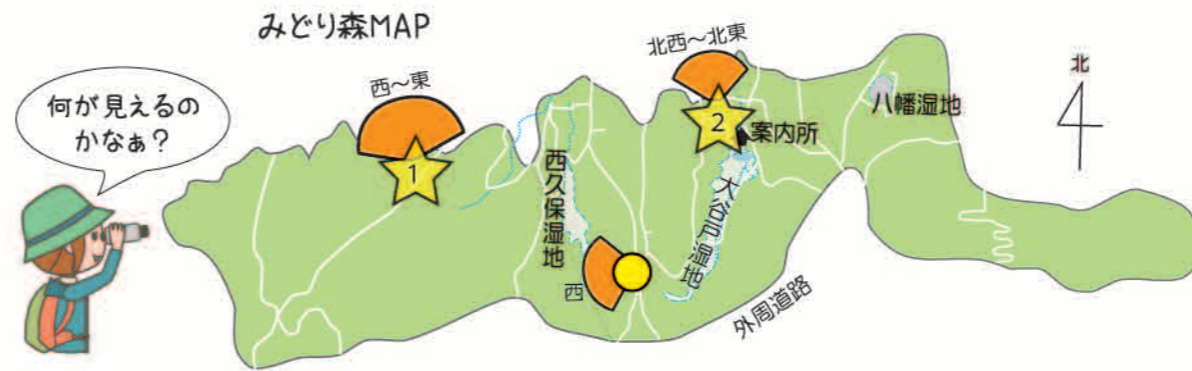 みどり森MAP
何が見えるの
かなぁ？
西～東
北西～北東
北
八幡湿地
案内所
1
2
西久保湿地
大谷戸湿地
西
外周道路